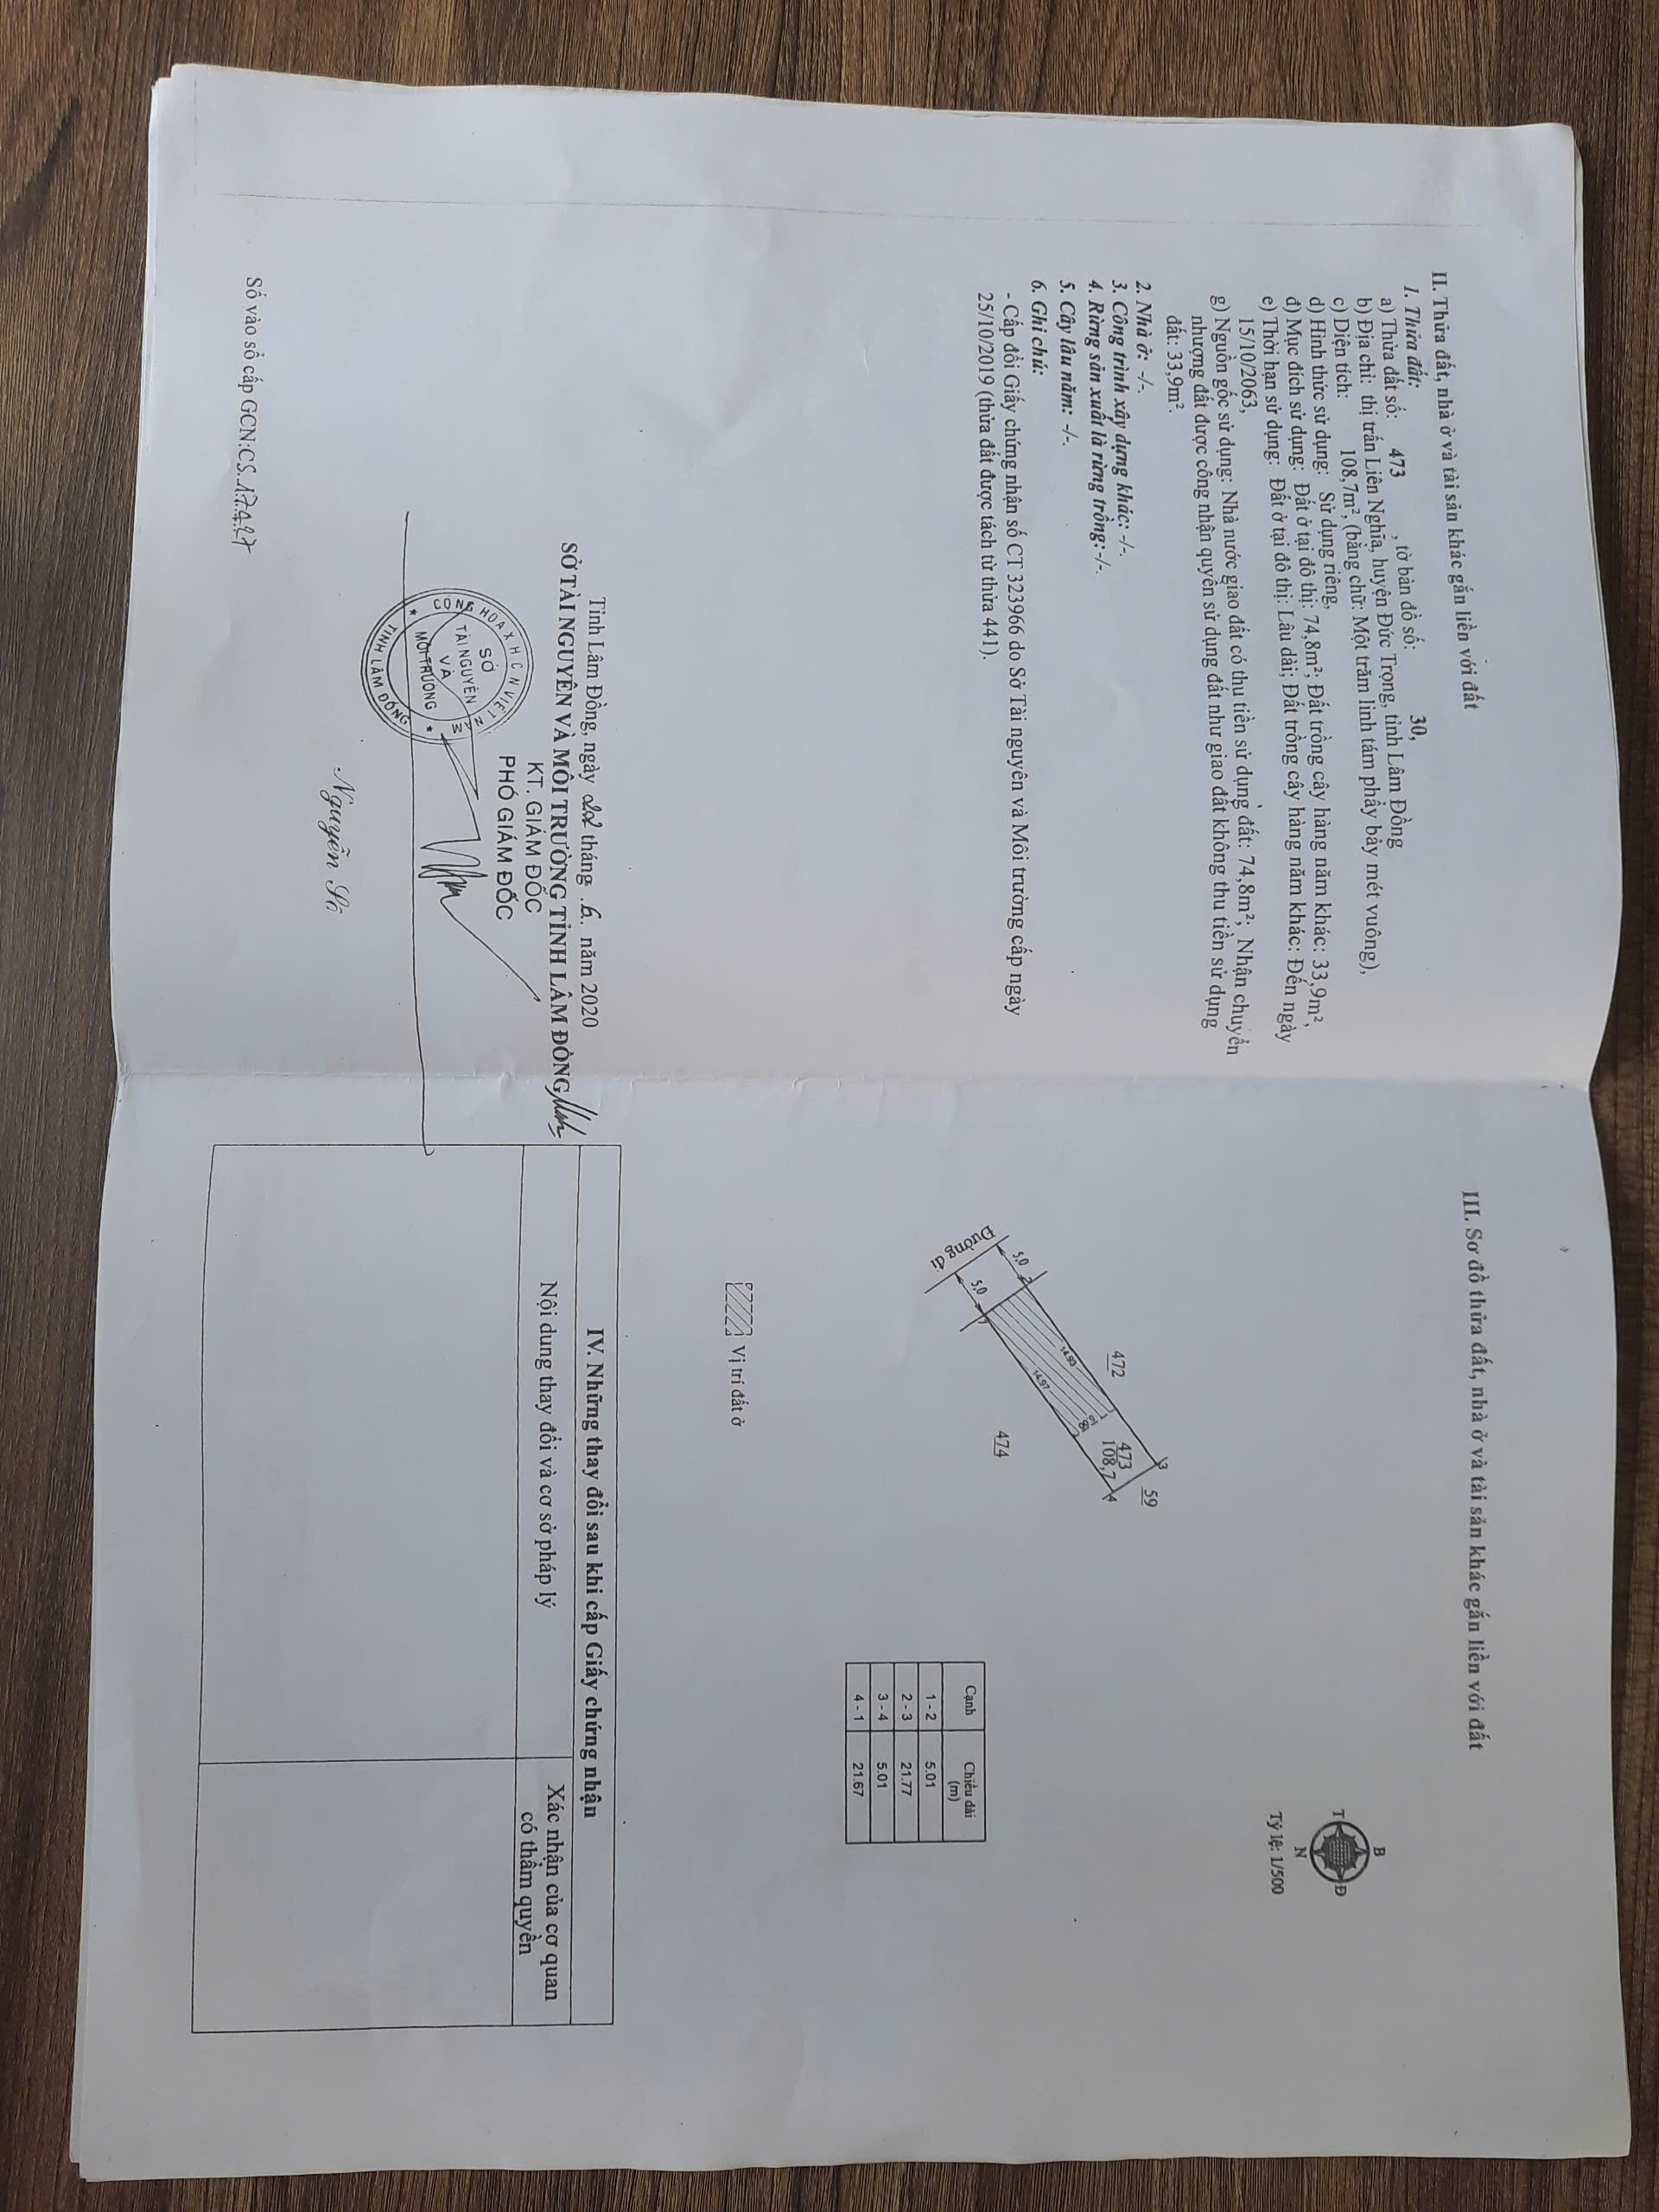 II. Thửa đất, nhà ở và tài sản khác gắn liền với đất
1. Thửa đất:
a) Thửa đất số: 473 , tờ bản đồ số: 30,
b) Địa chỉ: thị trấn Liên Nghĩa, huyện Đức Trọng, tỉnh Lâm Đồng
c) Diện tích: 108,7m², (bằng chữ: Một trăm linh tám phẩy bảy mét vuông),
d) Hình thức sử dụng: Sử dụng riêng,
đ) Mục đích sử dụng: Đất ở tại đô thị: 74,8m²; Đất trồng cây hàng năm khác: 33,9m²,
e) Thời hạn sử dụng: Đất ở tại đô thị: Lâu dài; Đất trồng cây hàng năm khác: Đến ngày
15/10/2063,
g) Nguồn gốc sử dụng: Nhà nước giao đất có thu tiền sử dụng đất: 74,8m²; Nhận chuyển
nhượng đất được công nhận quyền sử dụng đất như giao đất không thu tiền sử dụng
đất: 33,9m².
2. Nhà ở: -/-.
3. Công trình xây dựng khác: -/-.
4. Rừng sản xuất là rừng trồng:-/-.
5. Cây lâu năm: -/-.
6. Ghi chú:
- Cấp đổi Giấy chứng nhận số CT 323966 do Sở Tài nguyên và Môi trường cấp ngày
25/10/2019 (thửa đất được tách từ thửa 441).
Tỉnh Lâm Đồng, ngày 22 tháng .6. năm 2020
SỞ TÀI NGUYÊN VÀ MÔI TRƯỜNG TỈNH LÂM ĐỒNG
KT. GIÁM ĐỐC
PHÓ GIÁM ĐỐC
CỘNG HÒA X H C N VIỆT NAM
SỞ
TÀI NGUYÊN
VÀ
MÔI TRƯỜNG
★ TỈNH LÂM ĐỒNG ★
Số vào sổ cấp GCN:CS.17427
III. Sơ đồ thửa đất, nhà ở và tài sản khác gắn liền với đất
B
T Đ
N
Tỷ lệ: 1/500
59
3
472
473
108,7
4
14.93
14.97
2
5,0
1
5,0
Đường đi
474
Cạnh Chiều dài
(m)
1 - 2 5.01
2 - 3 21.77
3 - 4 5.01
4 - 1 21.67
Vị trí đất ở
IV. Những thay đổi sau khi cấp Giấy chứng nhận
Nội dung thay đổi và cơ sở pháp lý
Xác nhận của cơ quan
có thẩm quyền